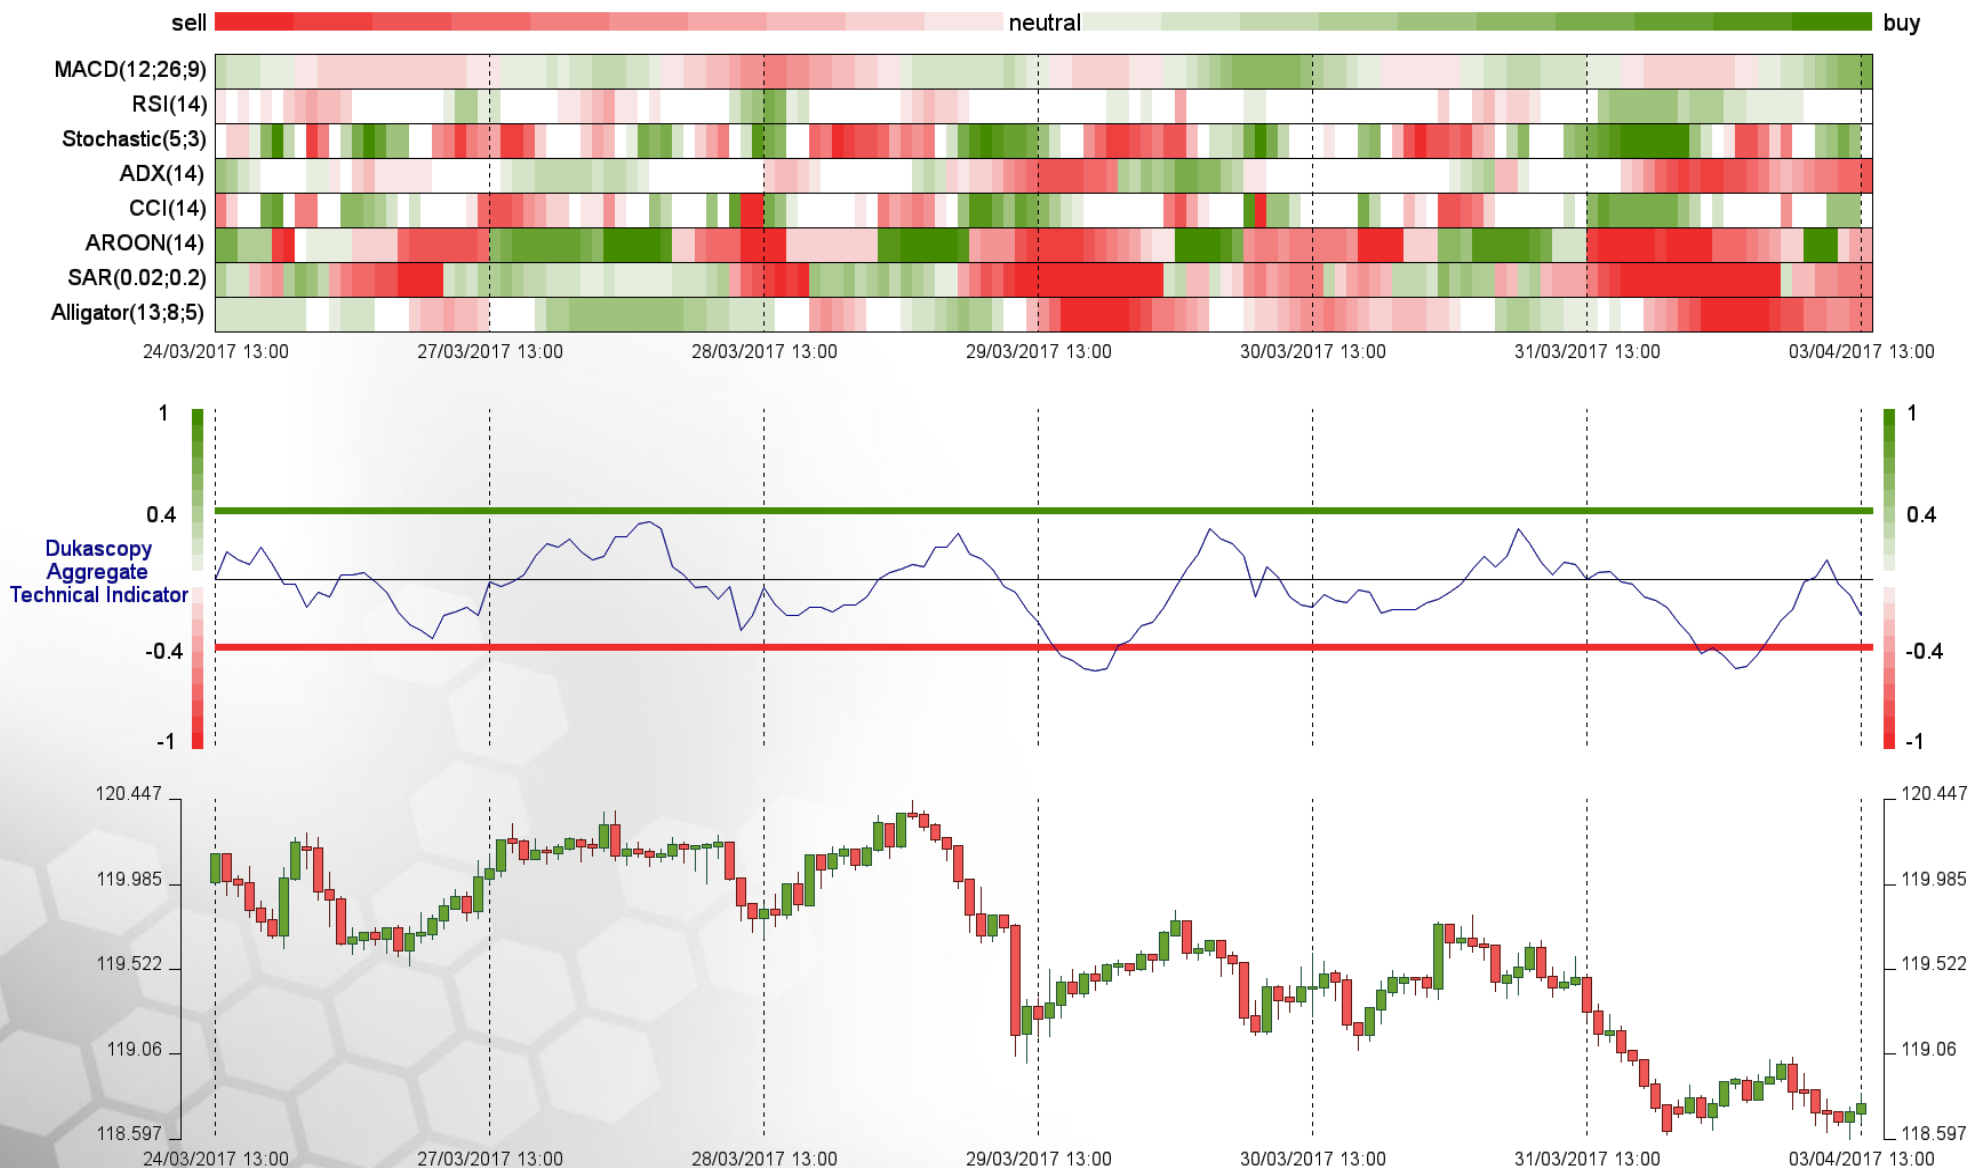 sell neutral buy
MACD(12;26;9)
RSI(14)
Stochastic(5;3)
ADX(14)
CCI(14)
AROON(14)
SAR(0.02;0.2)
Alligator(13;8;5)
24/03/2017 13:00 27/03/2017 13:00 28/03/2017 13:00 29/03/2017 13:00 30/03/2017 13:00 31/03/2017 13:00 03/04/2017 13:00
1 1
0.4 0.4
Dukascopy
Aggregate
Technical Indicator
-0.4 -0.4
-1 -1
120.447 120.447
119.985 119.985
119.522 119.522
119.06 119.06
118.597 118.597
24/03/2017 13:00 27/03/2017 13:00 28/03/2017 13:00 29/03/2017 13:00 30/03/2017 13:00 31/03/2017 13:00 03/04/2017 13:00